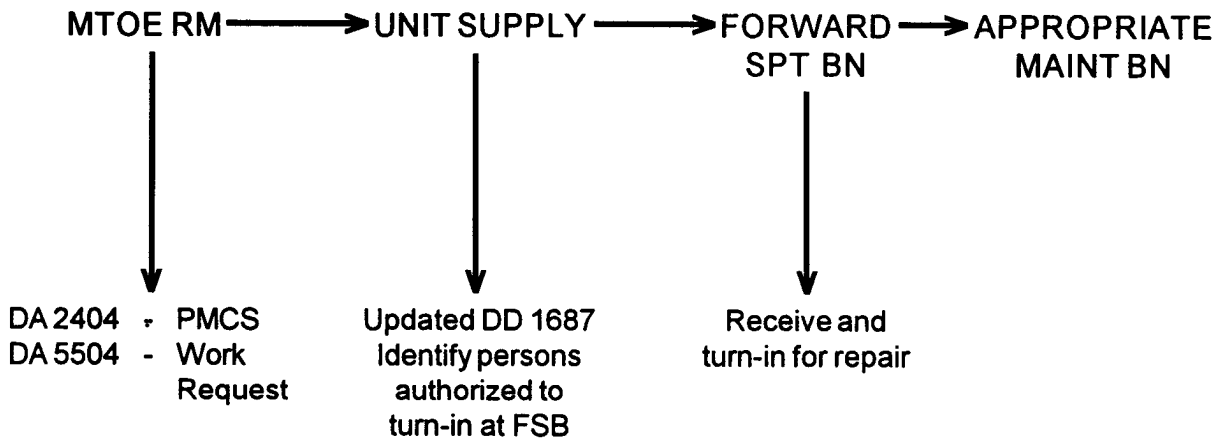 MTOE RM UNIT SUPPLY FORWARD APPROPRIATE
SPT BN MAINT BN
DA 2404 - PMCS
DA 5504 - Work
Request
Updated DD 1687
Identify persons
authorized to
turn-in at FSB
Receive and
turn-in for repair